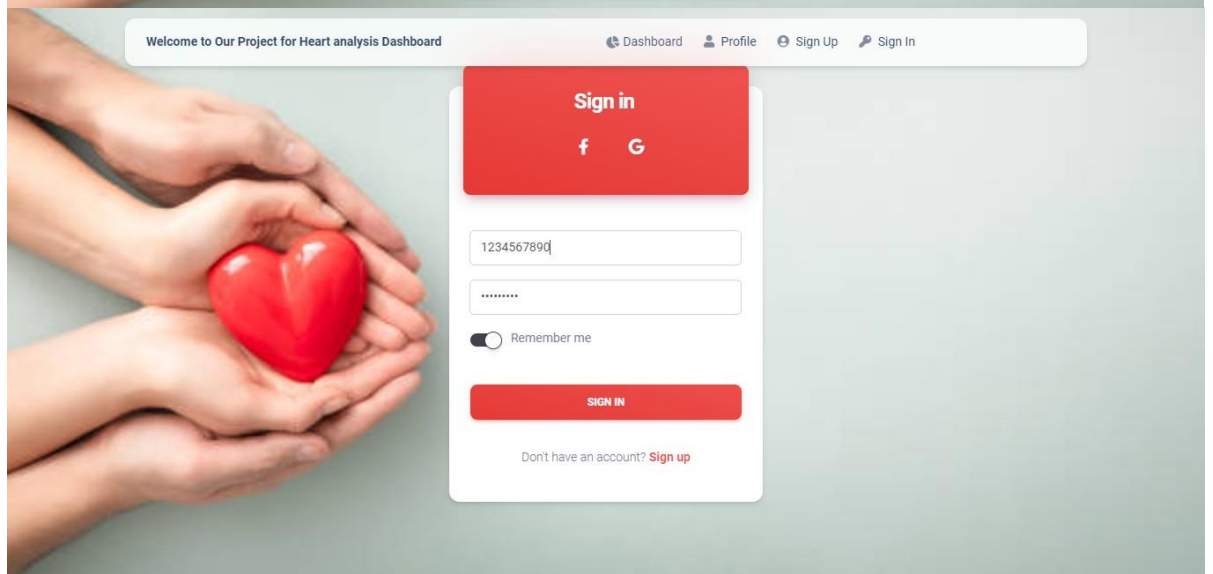 Welcome to Our Project for Heart analysis Dashboard
Dashboard Profile Sign Up Sign In
Sign in
f G
1234567890
•••••••••
Remember me
SIGN IN
Don't have an account? Sign up